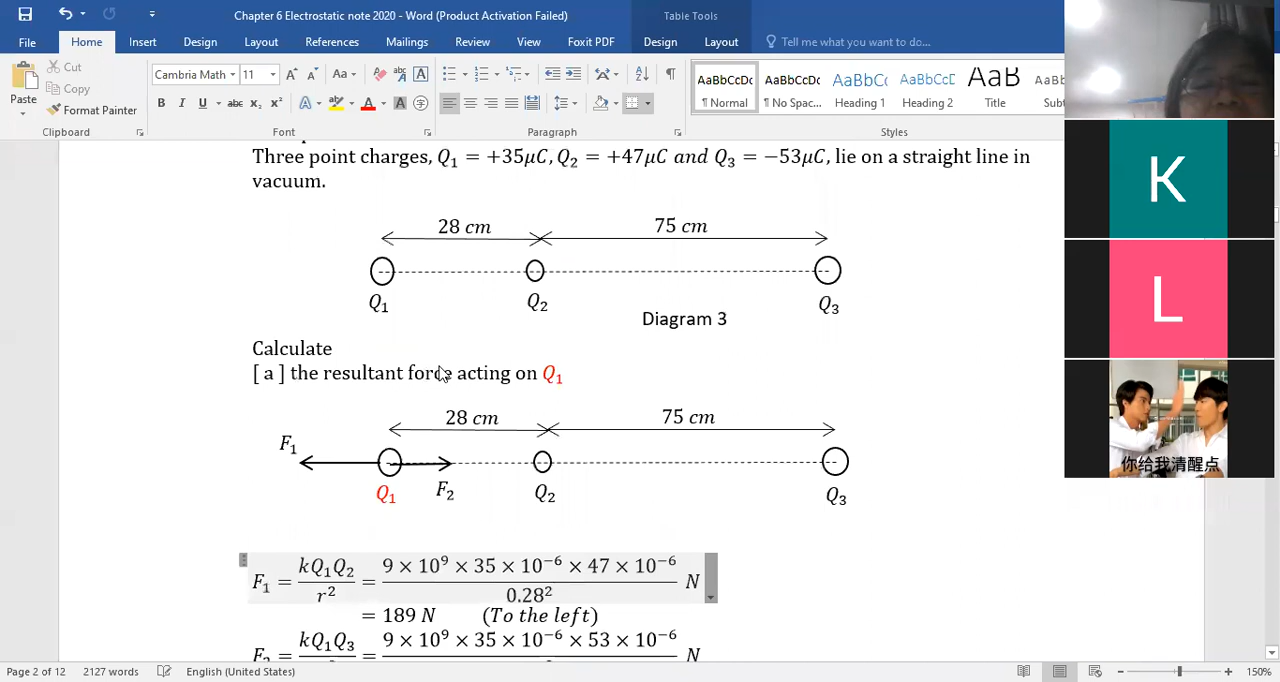 Chapter 6 Electrostatic note 2020 - Word (Product Activation Failed)
Table Tools
File
Home
Insert
Design
Layout
References
Mailings
Review
View
Foxit PDF
Design
Layout
Tell me what you want to do...
Paste
Cut
Copy
Format Painter
Clipboard
Cambria Math
11
Font
Paragraph
AaBbCcDc
¶ Normal
AaBbCcDc
¶ No Spac...
AaBbCc
Heading 1
AaBbCcD
Heading 2
AaB
Title
Styles
Three point charges, Q₁ = +35μC, Q₂ = +47μC and Q₃ = −53μC, lie on a straight line in
vacuum.
28 cm
75 cm
Q₁
Q₂
Q₃
Diagram 3
Calculate
[ a ] the resultant force acting on Q₁
28 cm
75 cm
F₁
Q₁
F₂
Q₂
Q₃
F₁ = kQ₁Q₂/r² = 9 × 10⁹ × 35 × 10⁻⁶ × 47 × 10⁻⁶/0.28² N
= 189 N (To the left)
kQ₁Q₃ = 9 × 10⁹ × 35 × 10⁻⁶ × 53 × 10⁻⁶ N
K
L
你给我清醒点
Page 2 of 12
2127 words
English (United States)
150%